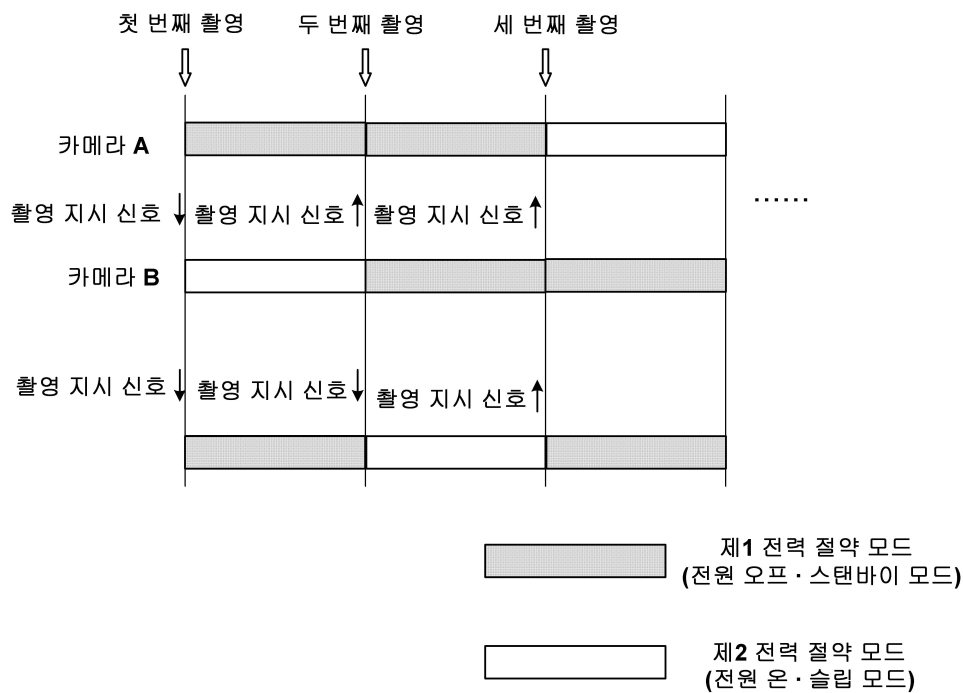 첫 번째 촬영 두 번째 촬영 세 번째 촬영
카메라 A
촬영 지시 신호 촬영 지시 신호 촬영 지시 신호 ......
카메라 B
촬영 지시 신호 촬영 지시 신호 촬영 지시 신호
제1 전력 절약 모드
(전원 오프 · 스탠바이 모드)
제2 전력 절약 모드
(전원 온 · 슬립 모드)